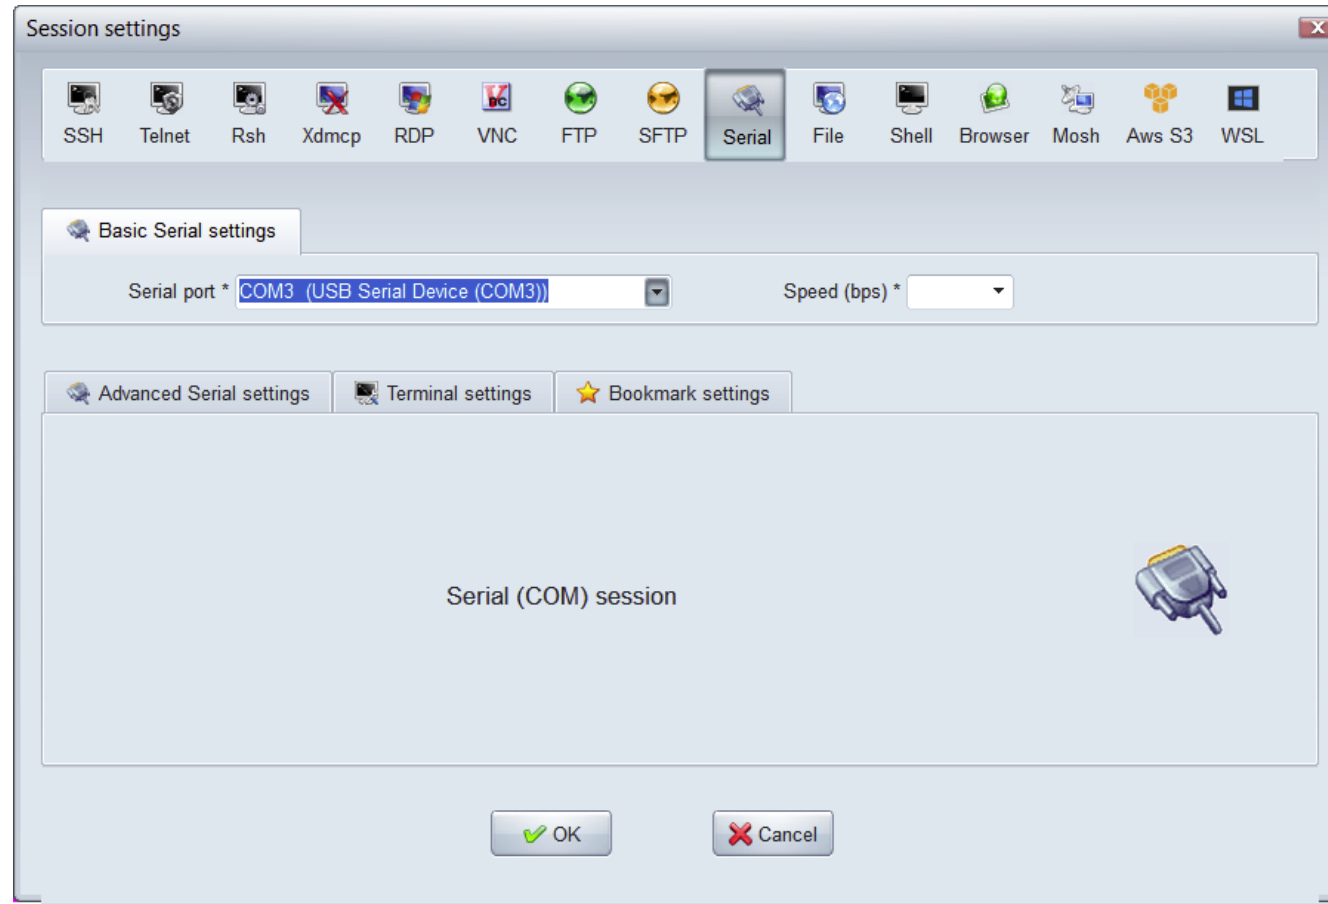 Session settings
SSH Telnet Rsh Xdmcp RDP VNC FTP SFTP Serial File Shell Browser Mosh Aws S3 WSL
Basic Serial settings
Serial port * COM3 (USB Serial Device (COM3)) Speed (bps) *
Advanced Serial settings Terminal settings Bookmark settings
Serial (COM) session
OK Cancel